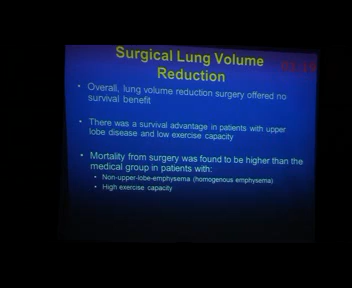 Surgical Lung Volume
Reduction
• Overall, lung volume reduction surgery offered no
survival benefit
• There was a survival advantage in patients with upper
lobe disease and low exercise capacity
• Mortality from surgery was found to be higher than the
medical group in patients with:
• Non-upper-lobe-emphysema (homogenous emphysema)
• High exercise capacity